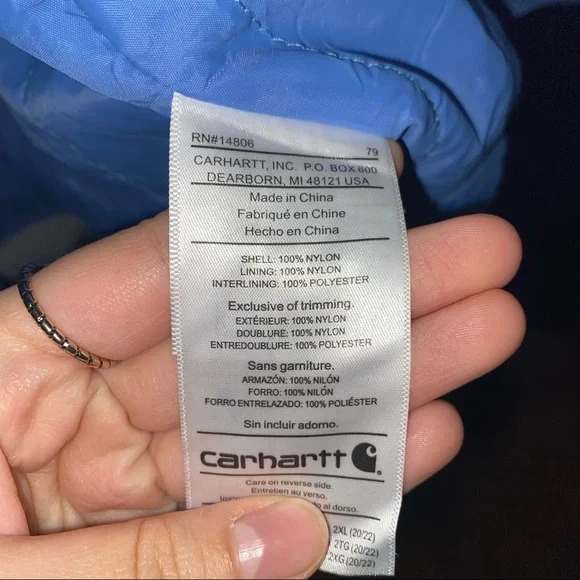 RN#14806 79
CARHARTT, INC. P.O. BOX 600
DEARBORN, MI 48121 USA
Made in China
Fabriqué en Chine
Hecho en China
SHELL: 100% NYLON
LINING: 100% NYLON
INTERLINING: 100% POLYESTER
Exclusive of trimming.
EXTÉRIEUR: 100% NYLON
DOUBLURE: 100% NYLON
ENTREDOUBLURE: 100% POLYESTER
Sans garniture.
ARMAZÓN: 100% NILÓN
FORRO: 100% NILÓN
FORRO ENTRELAZADO: 100% POLIÉSTER
Sin incluir adorno.
carhartt
Care on reverse side.
Entretien au verso.
al dorso.
2XL (20/22)
2TG (20/22)
2XG (20/22)